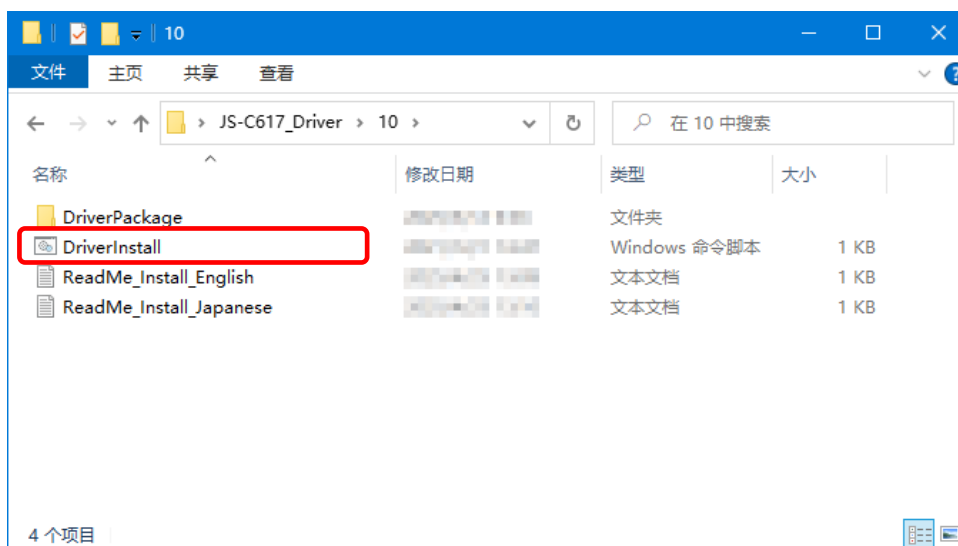 10
文件 主页 共享 查看
JS-C617_Driver 10 在 10 中搜索
名称 修改日期 类型 大小
DriverPackage 文件夹
DriverInstall Windows 命令脚本 1 KB
ReadMe_Install_English 文本文档 1 KB
ReadMe_Install_Japanese 文本文档 1 KB
4 个项目